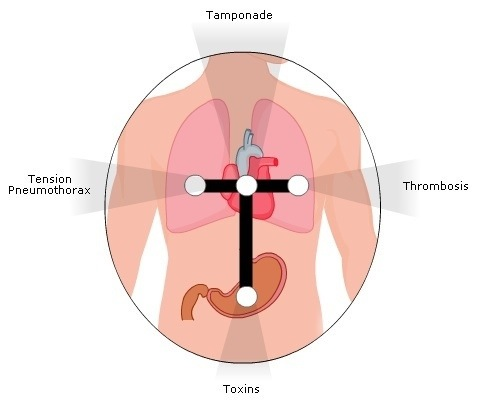 Tamponade
Tension
Pneumothorax
Thrombosis
Toxins